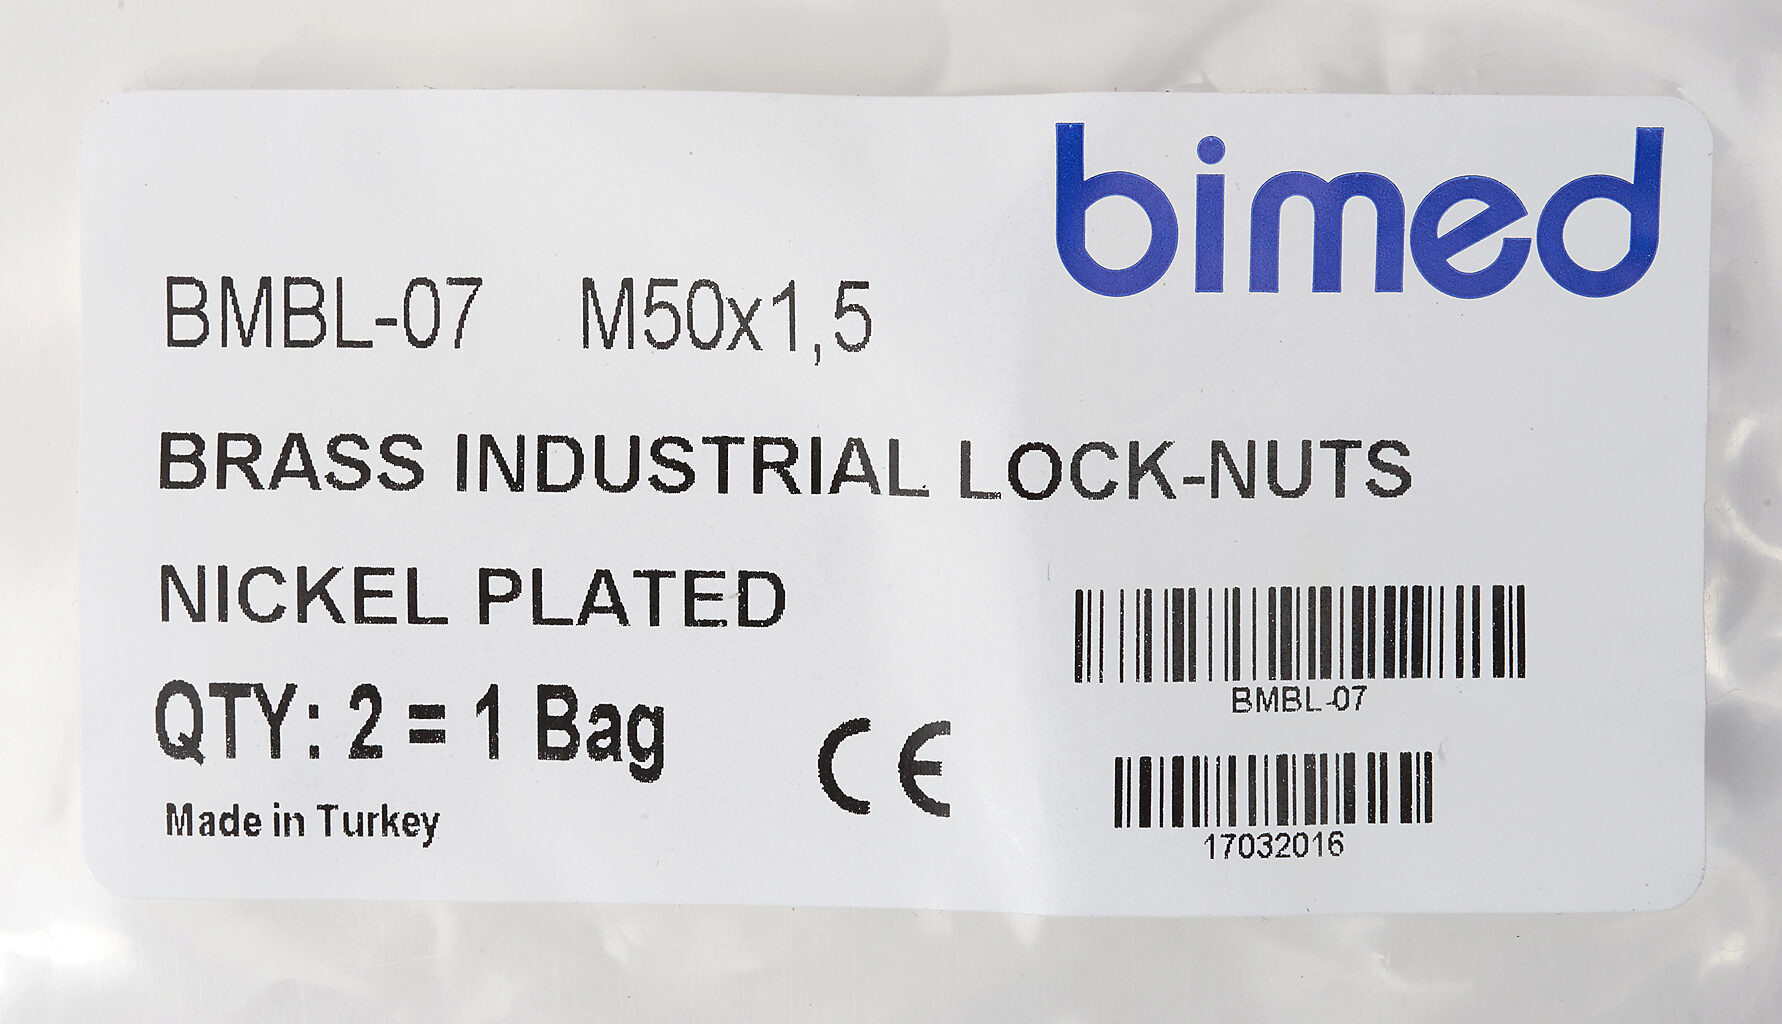 bimed
BMBL-07 M50x1,5
BRASS INDUSTRIAL LOCK-NUTS
NICKEL PLATED
QTY: 2 = 1 Bag
CE
Made in Turkey
BMBL-07
17032016